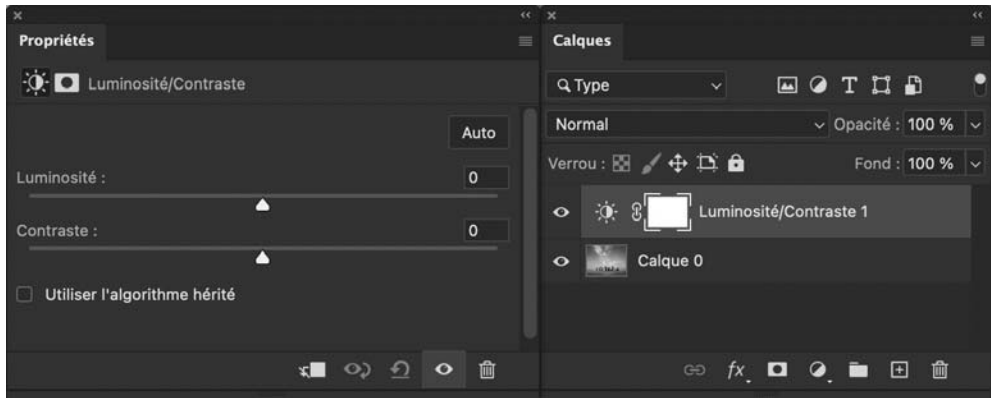 Propriétés
Luminosité/Contraste
Auto
Luminosité :
0
Contraste :
0
Utiliser l'algorithme hérité
Calques
Type
T
Normal
Opacité : 100 %
Verrou :
Fond : 100 %
Luminosité/Contraste 1
Calque 0
fx